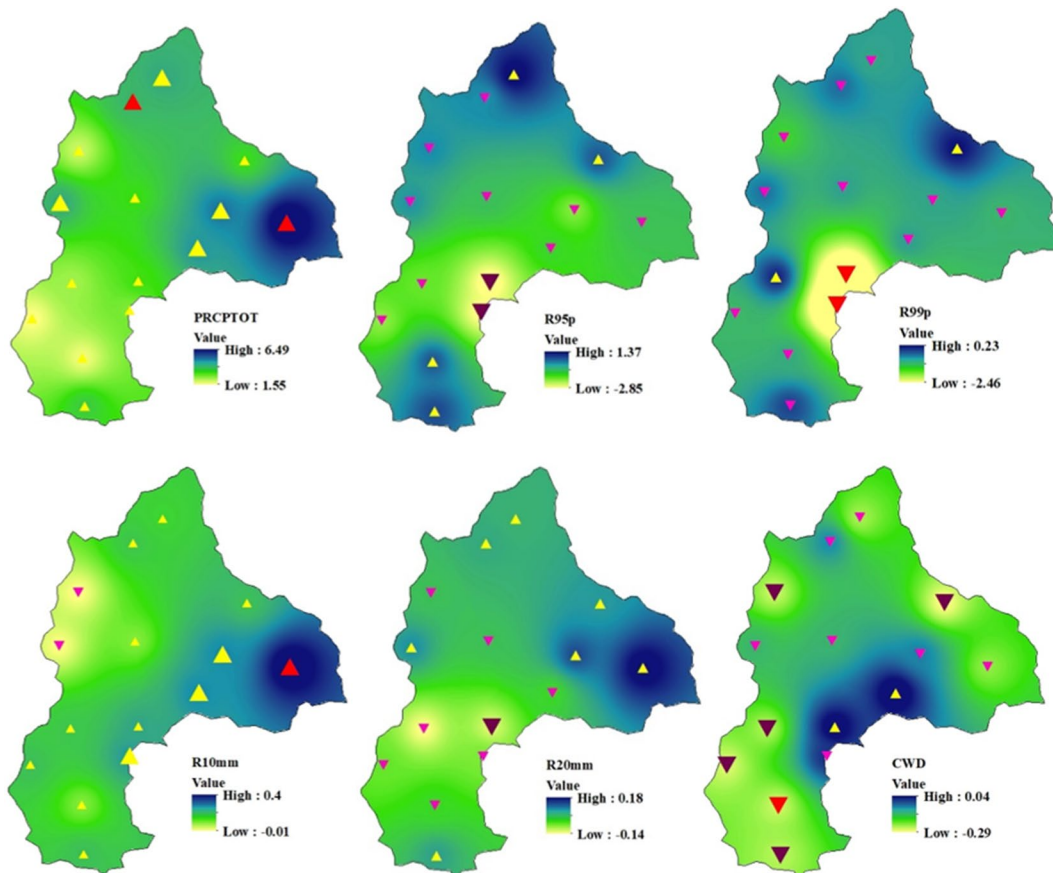 PRCPTOT
Value
High : 6.49
Low : 1.55
R95p
Value
High : 1.37
Low : -2.85
R99p
Value
High : 0.23
Low : -2.46
R10mm
Value
High : 0.4
Low : -0.01
R20mm
Value
High : 0.18
Low : -0.14
CWD
Value
High : 0.04
Low : -0.29